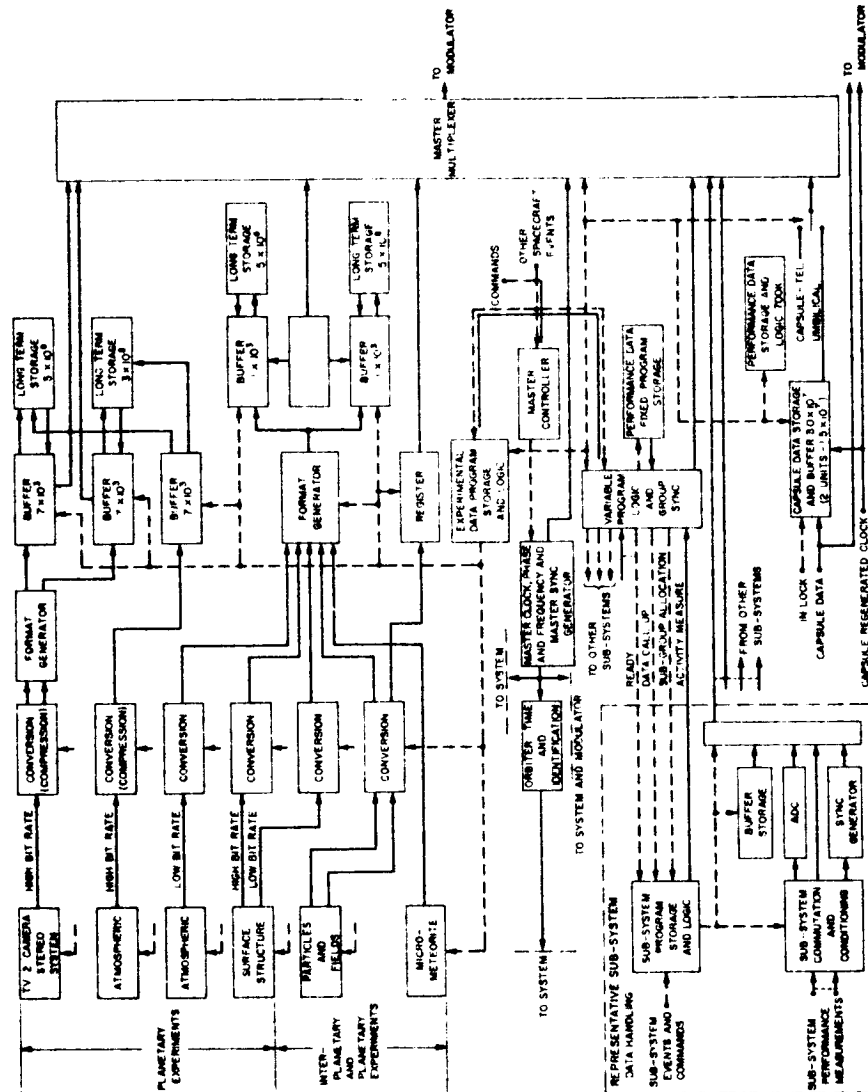 TV 2 CAMERA
STEREO
SYSTEM
HIGH BIT RATE
CONVERSION
(COMPRESSION)
FORMAT
GENERATOR
BUFFER
7 x 10³
LONG TERM
STORAGE
ATMOSPHERIC
HIGH BIT RATE
CONVERSION
(COMPRESSION)
BUFFER
7 x 10³
LONG TERM
STORAGE
ATMOSPHERIC
LOW BIT RATE
CONVERSION
BUFFER
7 x 10³
SURFACE
STRUCTURE
HIGH BIT RATE
LOW BIT RATE
CONVERSION
PARTICLES
AND
FIELDS
CONVERSION
MICRO-
METEORITE
CONVERSION
FORMAT
GENERATOR
BUFFER
LONG TERM
STORAGE
BUFFER
LONG TERM
STORAGE
REGISTER
PLANETARY
EXPERIMENTS
INTER-
PLANETARY
AND
PLANETARY
EXPERIMENTS
MASTER
MULTIPLEXER
TO
MODULATOR
EXPERIMENTAL
DATA PROGRAM
STORAGE
AND LOGIC
COMMANDS
OTHER
SPACECRAFT
EVENTS
MASTER
CONTROLLER
MASTER CLOCK, PHASE
AND FREQUENCY AND
MASTER SYNC
GENERATOR
TO SYSTEM
ORBITER TIME
AND
IDENTIFICATION
TO SYSTEM AND MODULATOR
TO SYSTEM
PERFORMANCE DATA
FIXED PROGRAM
STORAGE
VARIABLE
PROGRAM
LOGIC
AND GROUP
SYNC
TO OTHER
SUB-SYSTEMS
READY
DATA CALL UP
SUB-GROUP ALLOCATION
ACTIVITY MEASURE
REPRESENTATIVE SUB-SYSTEM
DATA HANDLING
SUB-SYSTEM
EVENTS AND
COMMANDS
SUB-SYSTEM
PROGRAM
STORAGE
AND LOGIC
SUB-SYSTEM
PERFORMANCE
MEASUREMENTS
SUB-SYSTEM
COMMUTATION
AND
CONDITIONING
BUFFER
STORAGE
ADC
SYNC
GENERATOR
FROM OTHER
SUB-SYSTEMS
PERFORMANCE DATA
STORAGE AND
LOGIC
CAPSULE-TEL
UMBILICAL
CAPSULE DATA STORAGE
AND BUFFER
IN LOCK
CAPSULE DATA
CAPSULE REGENERATED CLOCK
TO
MODULATOR